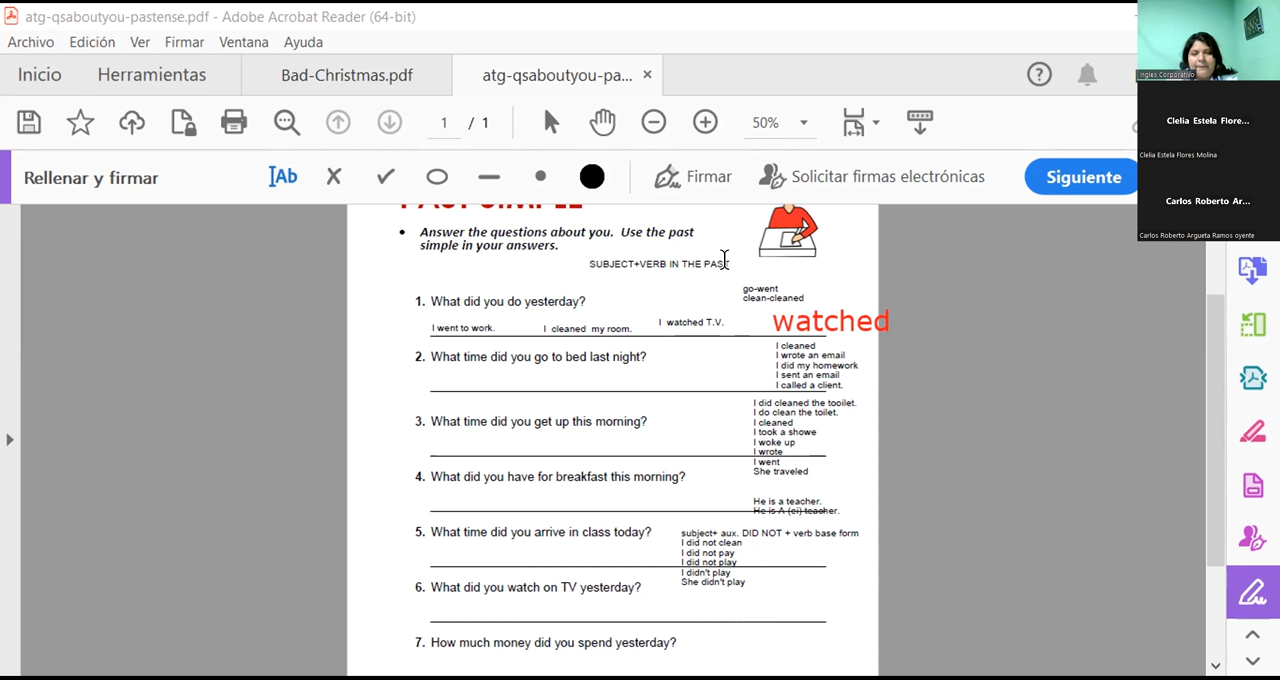 atg-qsaboutyou-pastense.pdf - Adobe Acrobat Reader (64-bit)
Archivo Edición Ver Firmar Ventana Ayuda
Inicio Herramientas Bad-Christmas.pdf atg-qsaboutyou-pa... ×
1 / 1 50%
Rellenar y firmar Ab Firmar Solicitar firmas electrónicas Siguiente
Ingles Corporativo
Clelia Estela Flore...
Clelia Estela Flores Molina
Carlos Roberto Ar...
Carlos Roberto Argueta Ramos oyente
PAST SIMPLE
• Answer the questions about you. Use the past
simple in your answers.
SUBJECT+VERB IN THE PAST
go-went
clean-cleaned
1. What did you do yesterday?
I went to work. I cleaned my room. I watched T.V.
watched
2. What time did you go to bed last night?
I cleaned
I wrote an email
I did my homework
I sent an email
I called a client.
I did cleaned the tooilet.
I do clean the toilet.
I cleaned
I took a showe
I woke up
I wrote
I went
She traveled
3. What time did you get up this morning?
4. What did you have for breakfast this morning?
He is a teacher.
He is A (ei) teacher.
5. What time did you arrive in class today?
subject+ aux. DID NOT + verb base form
I did not clean
I did not pay
I did not play
I didn't play
She didn't play
6. What did you watch on TV yesterday?
7. How much money did you spend yesterday?